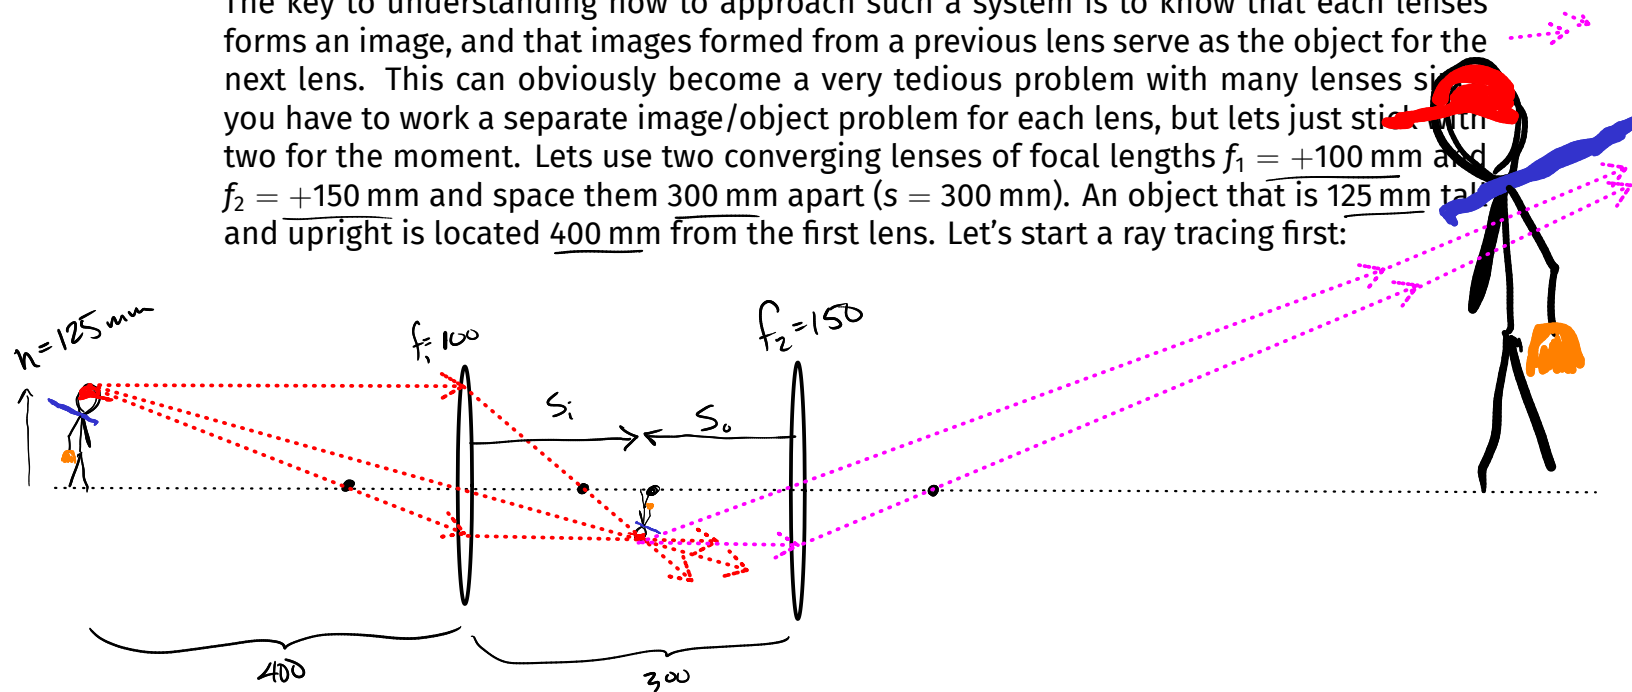 The key to understanding how to approach such a system is to know that each lenses
forms an image, and that images formed from a previous lens serve as the object for the
next lens. This can obviously become a very tedious problem with many lenses
you have to work a separate image/object problem for each lens, but lets just stick with
two for the moment. Lets use two converging lenses of focal lengths f₁ = +100 mm and
f₂ = +150 mm and space them 300 mm apart (s = 300 mm). An object that is 125 mm tall
and upright is located 400 mm from the first lens. Let's start a ray tracing first:
h=125mm
f₁=100
f₂=150
Si
So
400
300